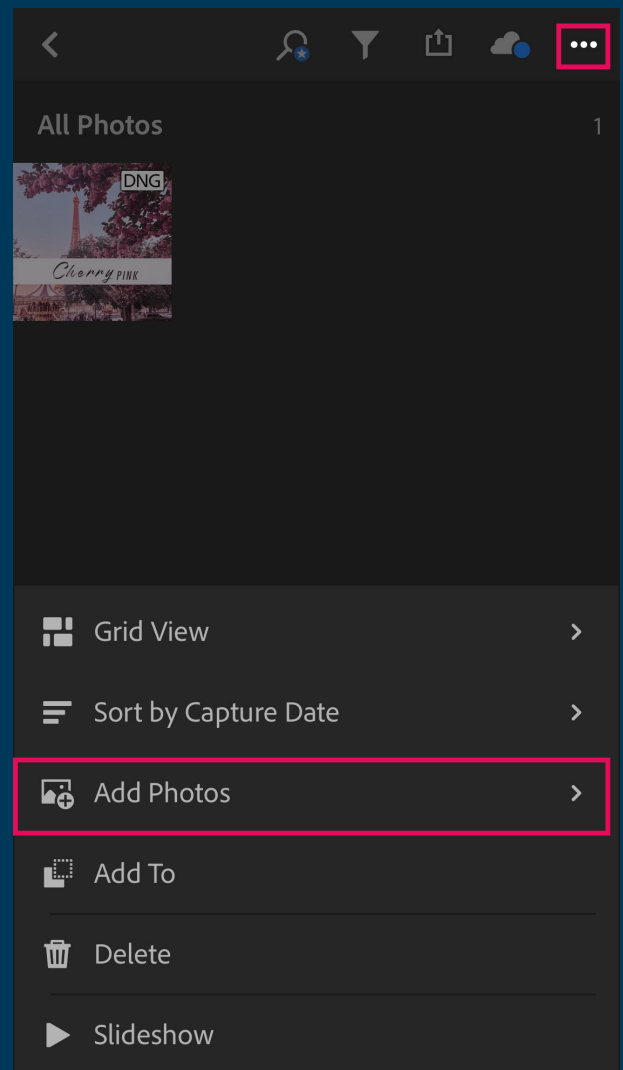 All Photos 1
DNG
Cherry PINK
Grid View
Sort by Capture Date
Add Photos
Add To
Delete
Slideshow